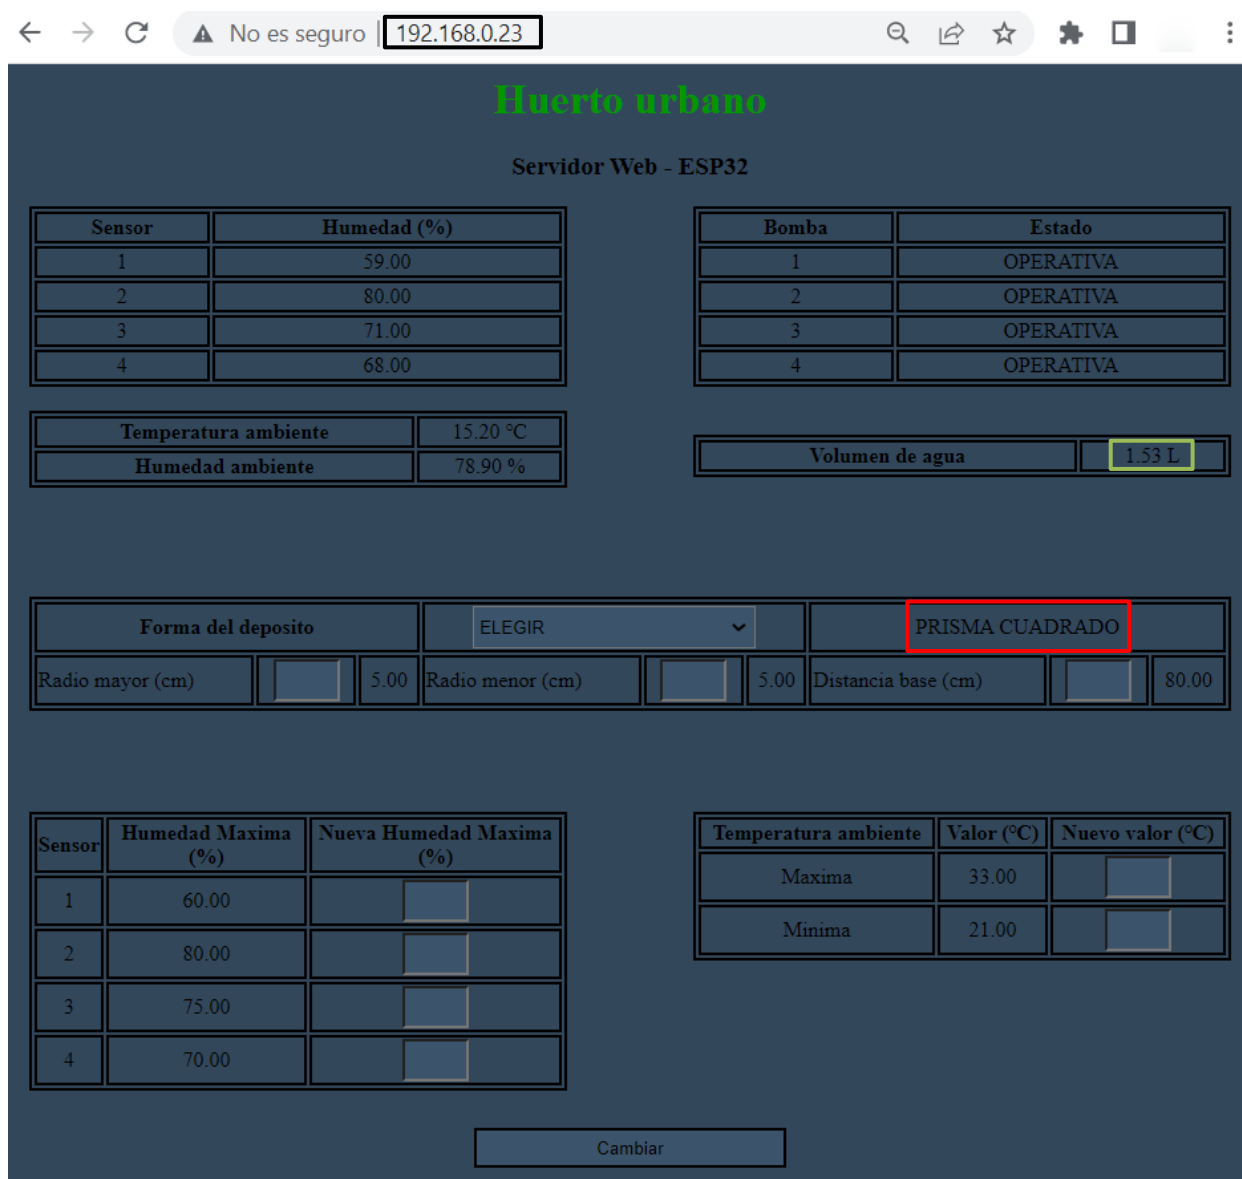 No es seguro 192.168.0.23
Huerto urbano
Servidor Web - ESP32
Sensor Humedad (%)
1 59.00
2 80.00
3 71.00
4 68.00
Bomba Estado
1 OPERATIVA
2 OPERATIVA
3 OPERATIVA
4 OPERATIVA
Temperatura ambiente 15.20 °C
Humedad ambiente 78.90 %
Volumen de agua 1.53 L
Forma del deposito ELEGIR PRISMA CUADRADO
Radio mayor (cm) 5.00 Radio menor (cm) 5.00 Distancia base (cm) 80.00
Sensor Humedad Maxima (%) Nueva Humedad Maxima (%)
1 60.00
2 80.00
3 75.00
4 70.00
Temperatura ambiente Valor (°C) Nuevo valor (°C)
Maxima 33.00
Minima 21.00
Cambiar